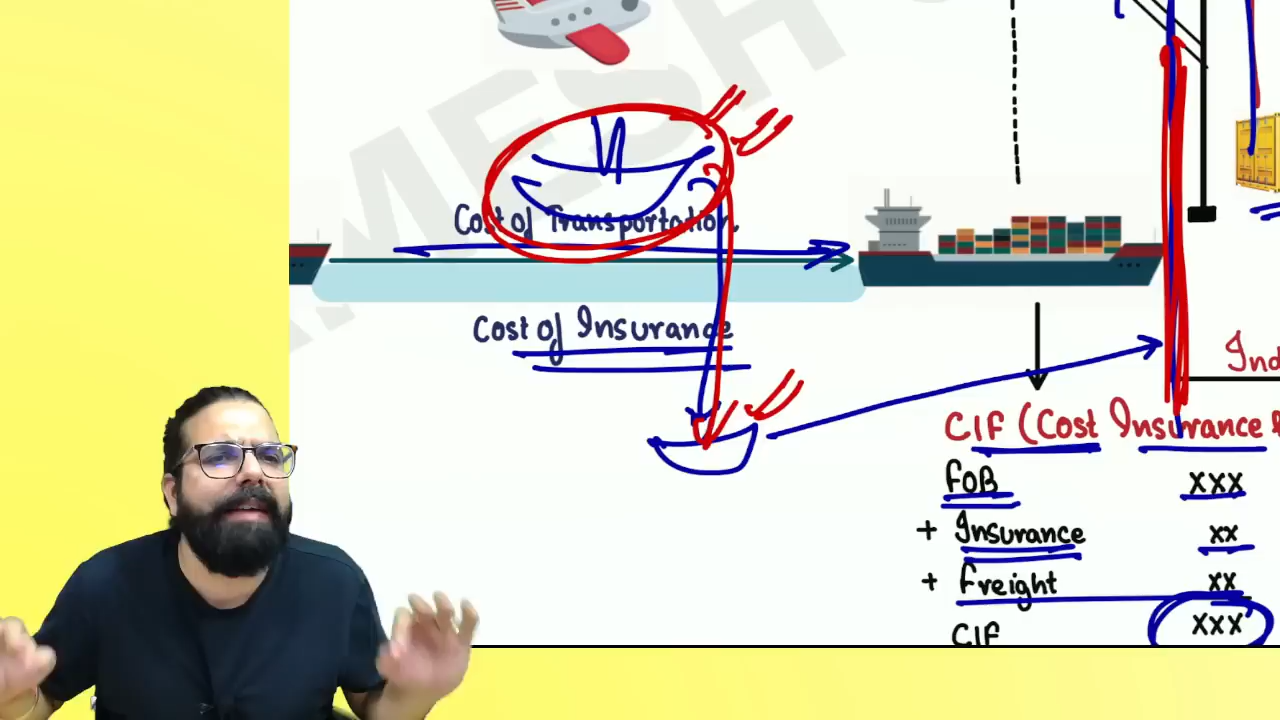 Cost of Transportation
Cost of Insurance
CIF (Cost Insurance &
FOB XXX
+ Insurance xx
+ Freight xx
CIF XXX